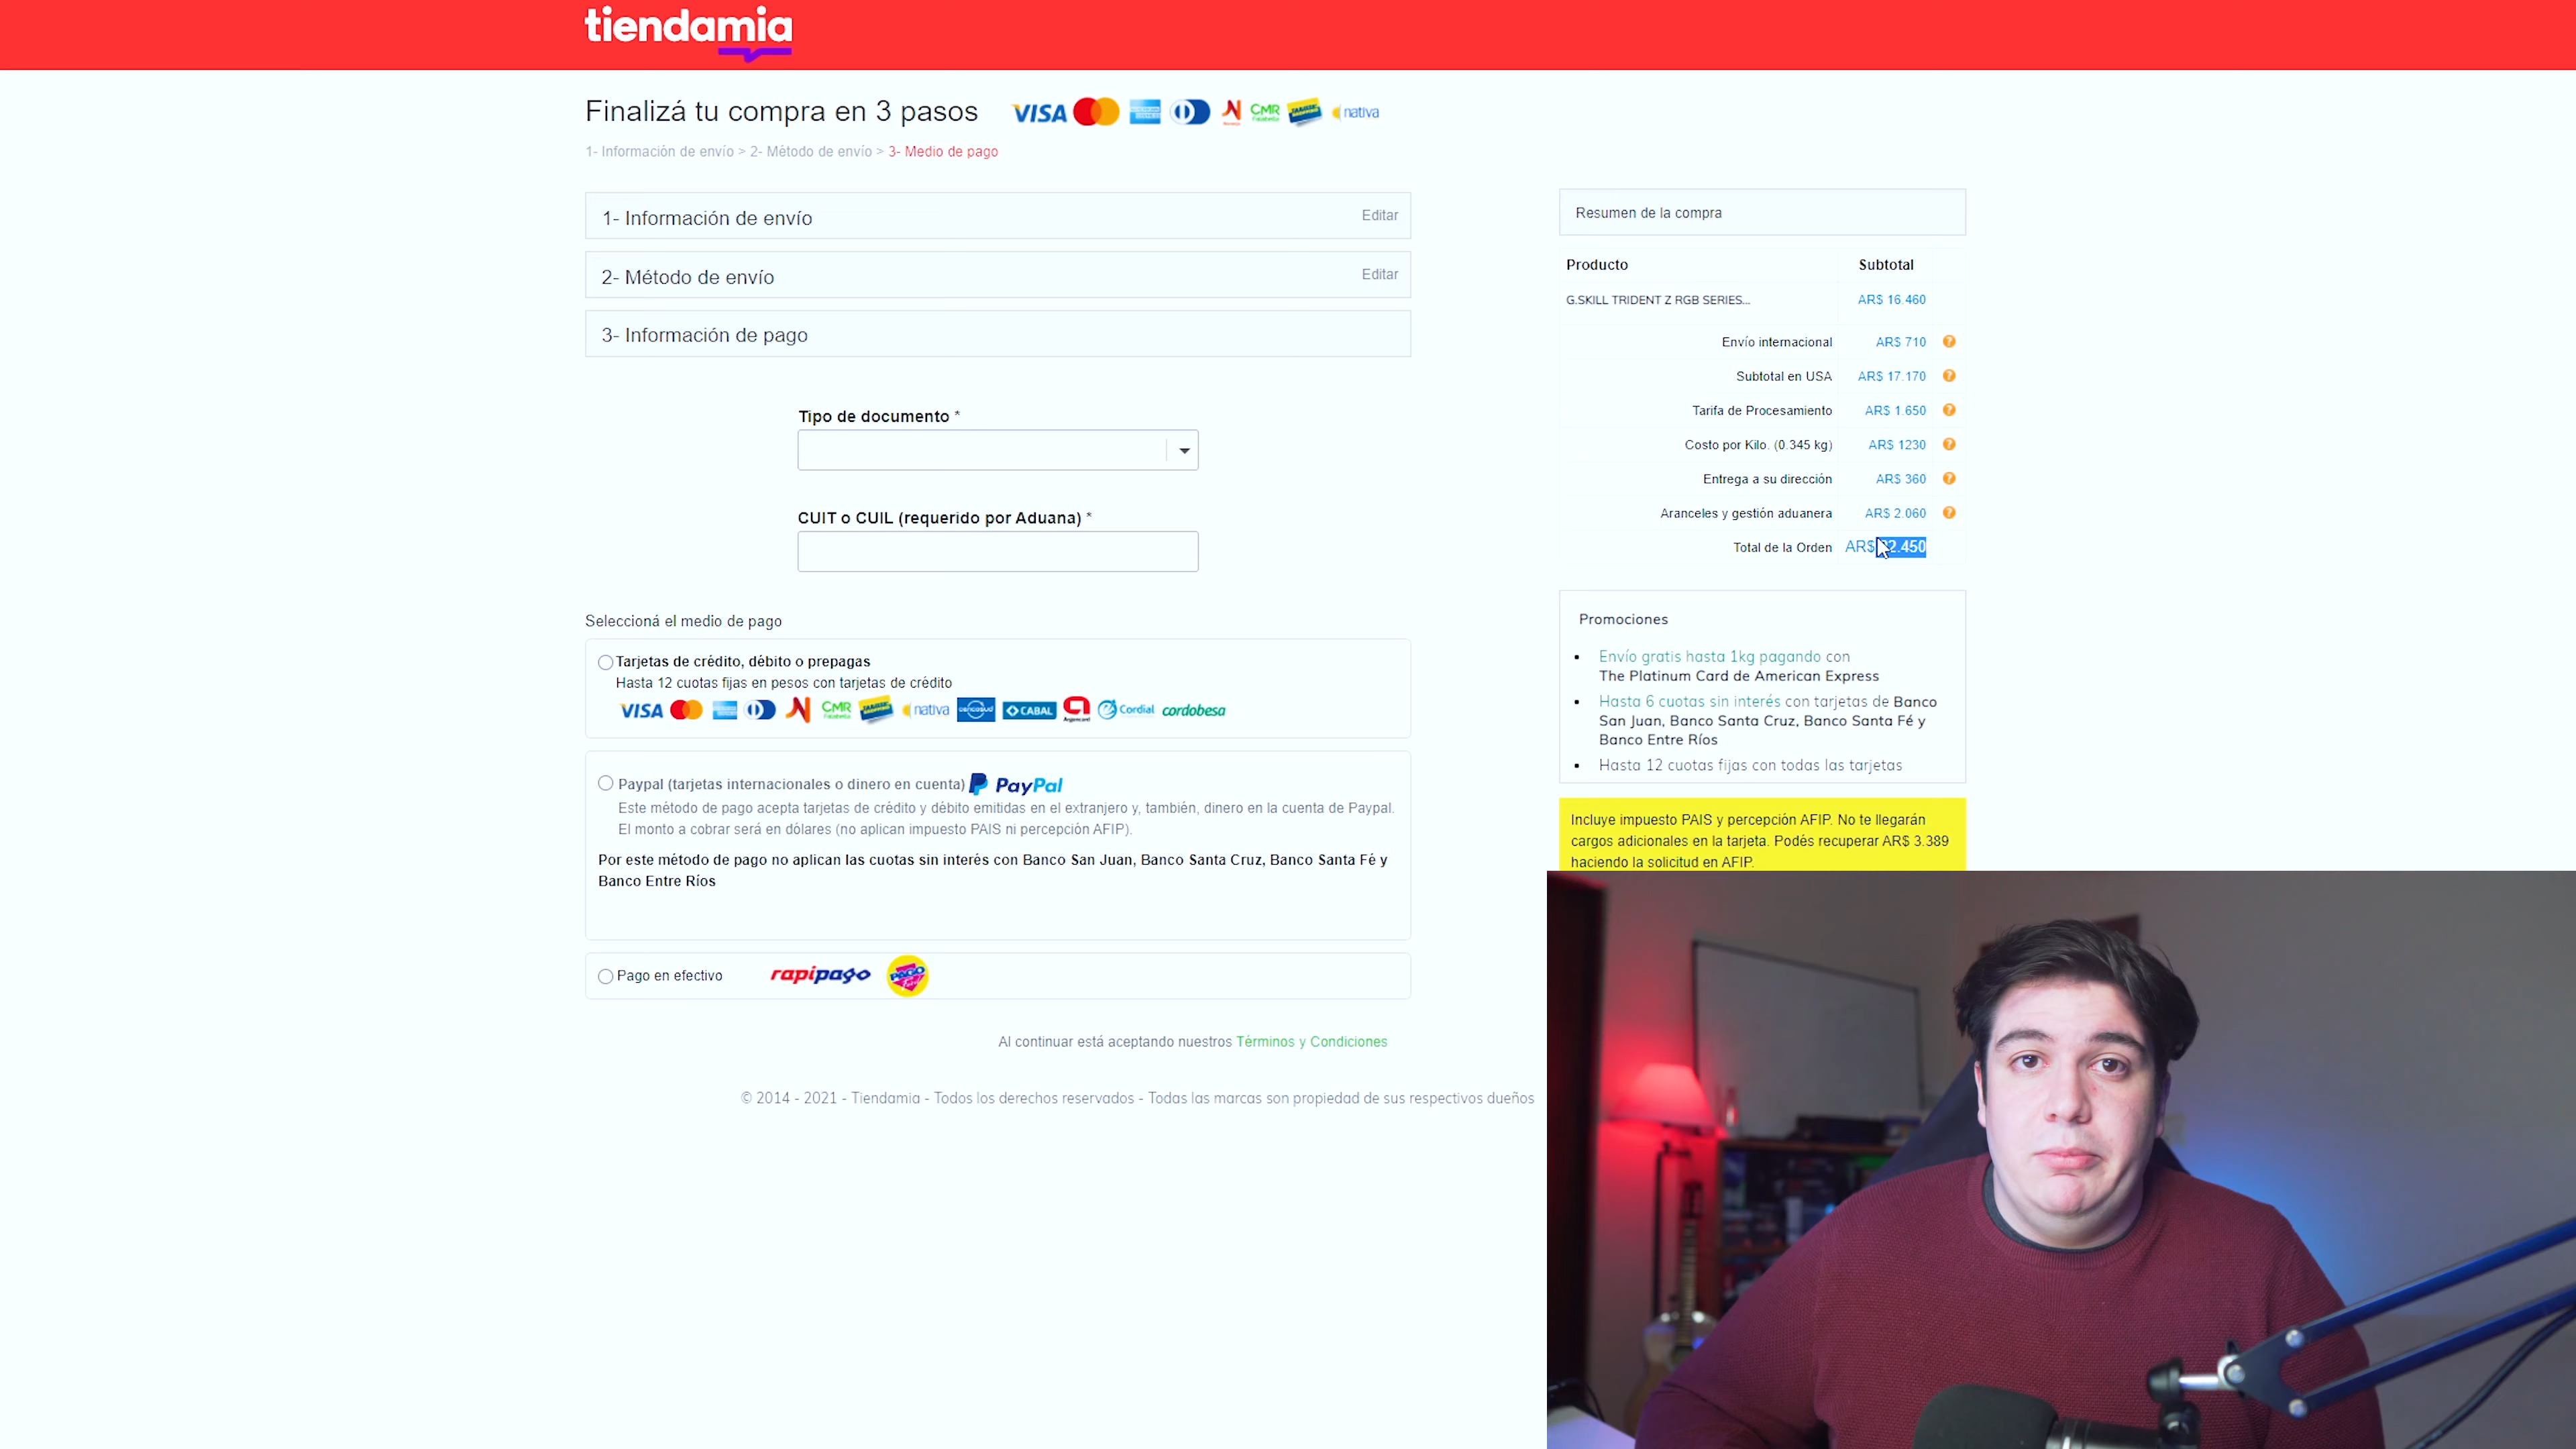 tiendamia
Finalizá tu compra en 3 pasos
VISA
CMR
nativa
1- Información de envío > 2- Método de envío > 3- Medio de pago
1- Información de envío
Editar
2- Método de envío
Editar
3- Información de pago
Tipo de documento *
CUIT o CUIL (requerido por Aduana) *
Seleccioná el medio de pago
Tarjetas de crédito, débito o prepagas
Hasta 12 cuotas fijas en pesos con tarjetas de crédito
VISA
CMR
nativa
cencosud
CABAL
Cordial
cordobesa
Paypal (tarjetas internacionales o dinero en cuenta) PayPal
Este método de pago acepta tarjetas de crédito y débito emitidas en el extranjero y, también, dinero en la cuenta de Paypal.
El monto a cobrar será en dólares (no aplican impuesto PAIS ni percepción AFIP).
Por este método de pago no aplican las cuotas sin interés con Banco San Juan, Banco Santa Cruz, Banco Santa Fé y
Banco Entre Ríos
Pago en efectivo
rapipago
PAGO
Al continuar está aceptando nuestros Términos y Condiciones
© 2014 - 2021 - Tiendamia - Todos los derechos reservados - Todas las marcas son propiedad de sus respectivos dueños
Resumen de la compra
Producto Subtotal
G.SKILL TRIDENT Z RGB SERIES... AR$ 16.460
Envío internacional AR$ 710 ?
Subtotal en USA AR$ 17.170 ?
Tarifa de Procesamiento AR$ 1.650 ?
Costo por Kilo. (0.345 kg) AR$ 1230 ?
Entrega a su dirección AR$ 360 ?
Aranceles y gestión aduanera AR$ 2.060 ?
Total de la Orden AR$ 2.450
Promociones
• Envío gratis hasta 1kg pagando con
The Platinum Card de American Express
• Hasta 6 cuotas sin interés con tarjetas de Banco
San Juan, Banco Santa Cruz, Banco Santa Fé y
Banco Entre Ríos
• Hasta 12 cuotas fijas con todas las tarjetas
Incluye impuesto PAIS y percepción AFIP. No te llegarán
cargos adicionales en la tarjeta. Podés recuperar AR$ 3.389
haciendo la solicitud en AFIP.